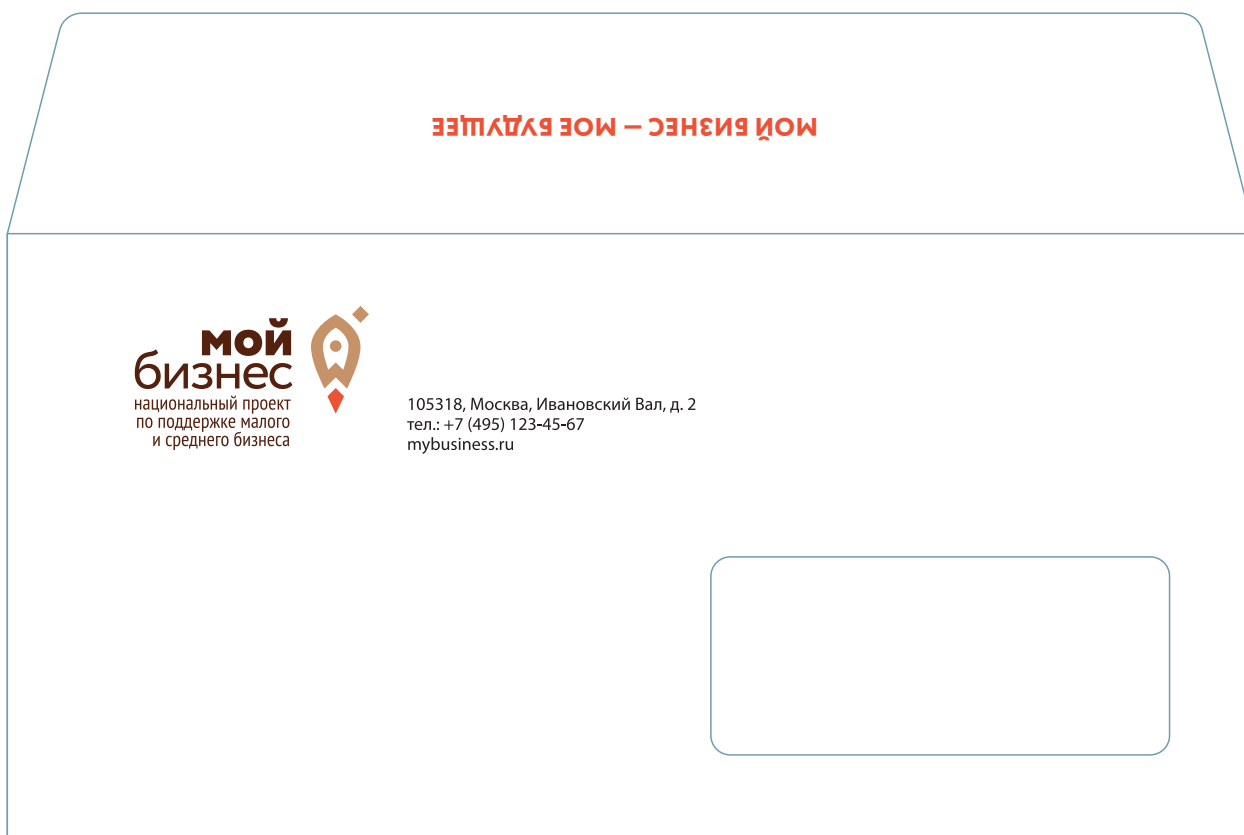 МОЙ БИЗНЕС – МОЕ БУДУЩЕЕ
мой
бизнес
национальный проект
по поддержке малого
и среднего бизнеса
105318, Москва, Ивановский Вал, д. 2
тел.: +7 (495) 123-45-67
mybusiness.ru